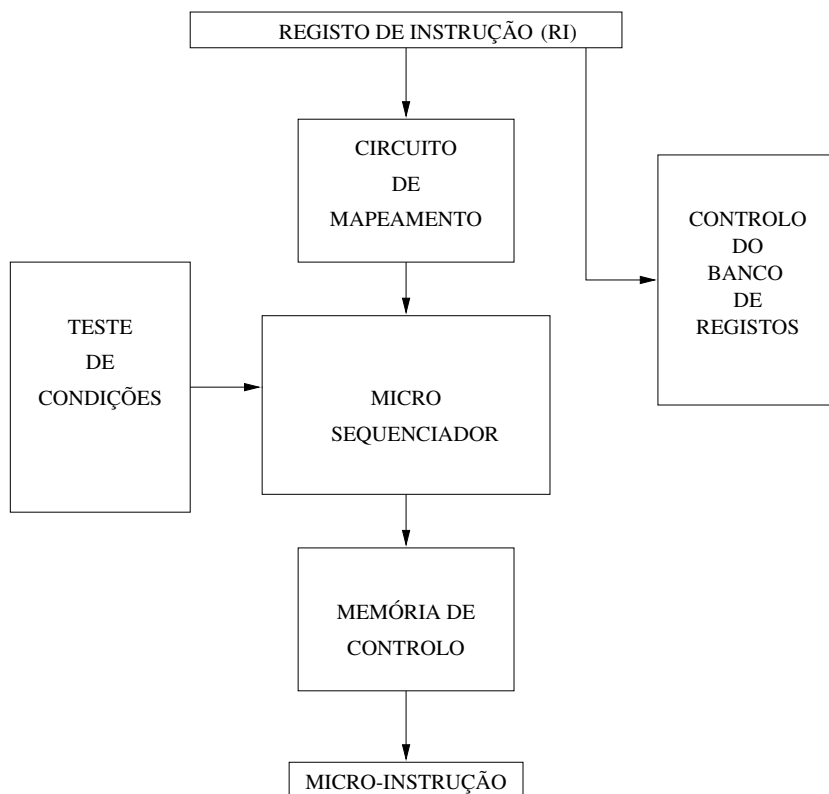 REGISTO DE INSTRUÇÃO (RI)
CIRCUITO
DE
MAPEAMENTO
CONTROLO
DO
BANCO
DE
REGISTOS
TESTE
DE
CONDIÇÕES
MICRO
SEQUENCIADOR
MEMÓRIA DE
CONTROLO
MICRO-INSTRUÇÃO